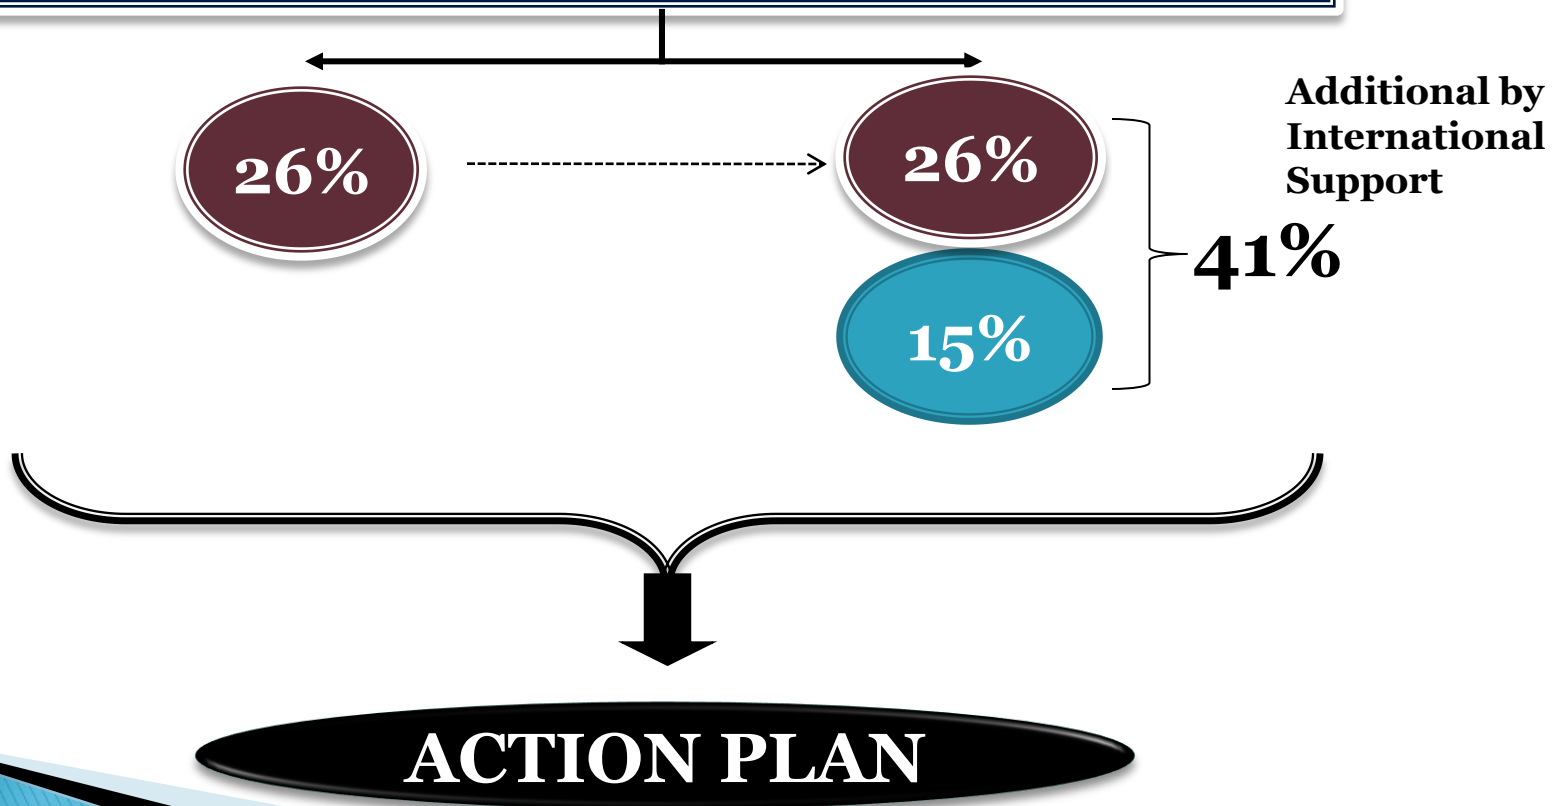 26%
26%
Additional by
International
Support
41%
15%
ACTION PLAN